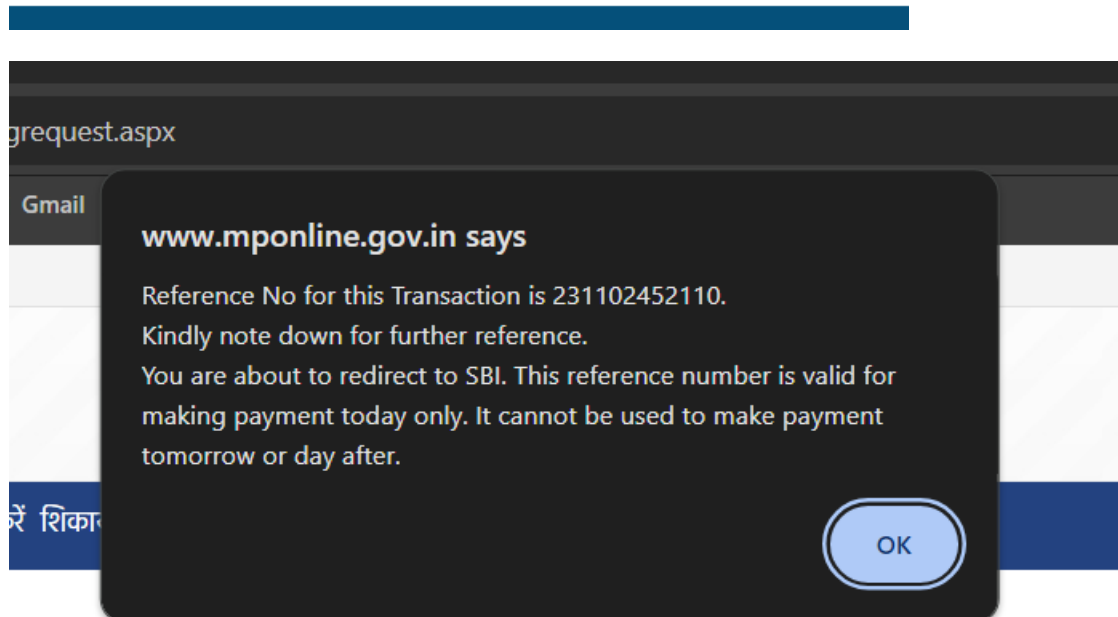 grequest.aspx
Gmail
www.mponline.gov.in says
Reference No for this Transaction is 231102452110.
Kindly note down for further reference.
You are about to redirect to SBI. This reference number is valid for
making payment today only. It cannot be used to make payment
tomorrow or day after.
OK